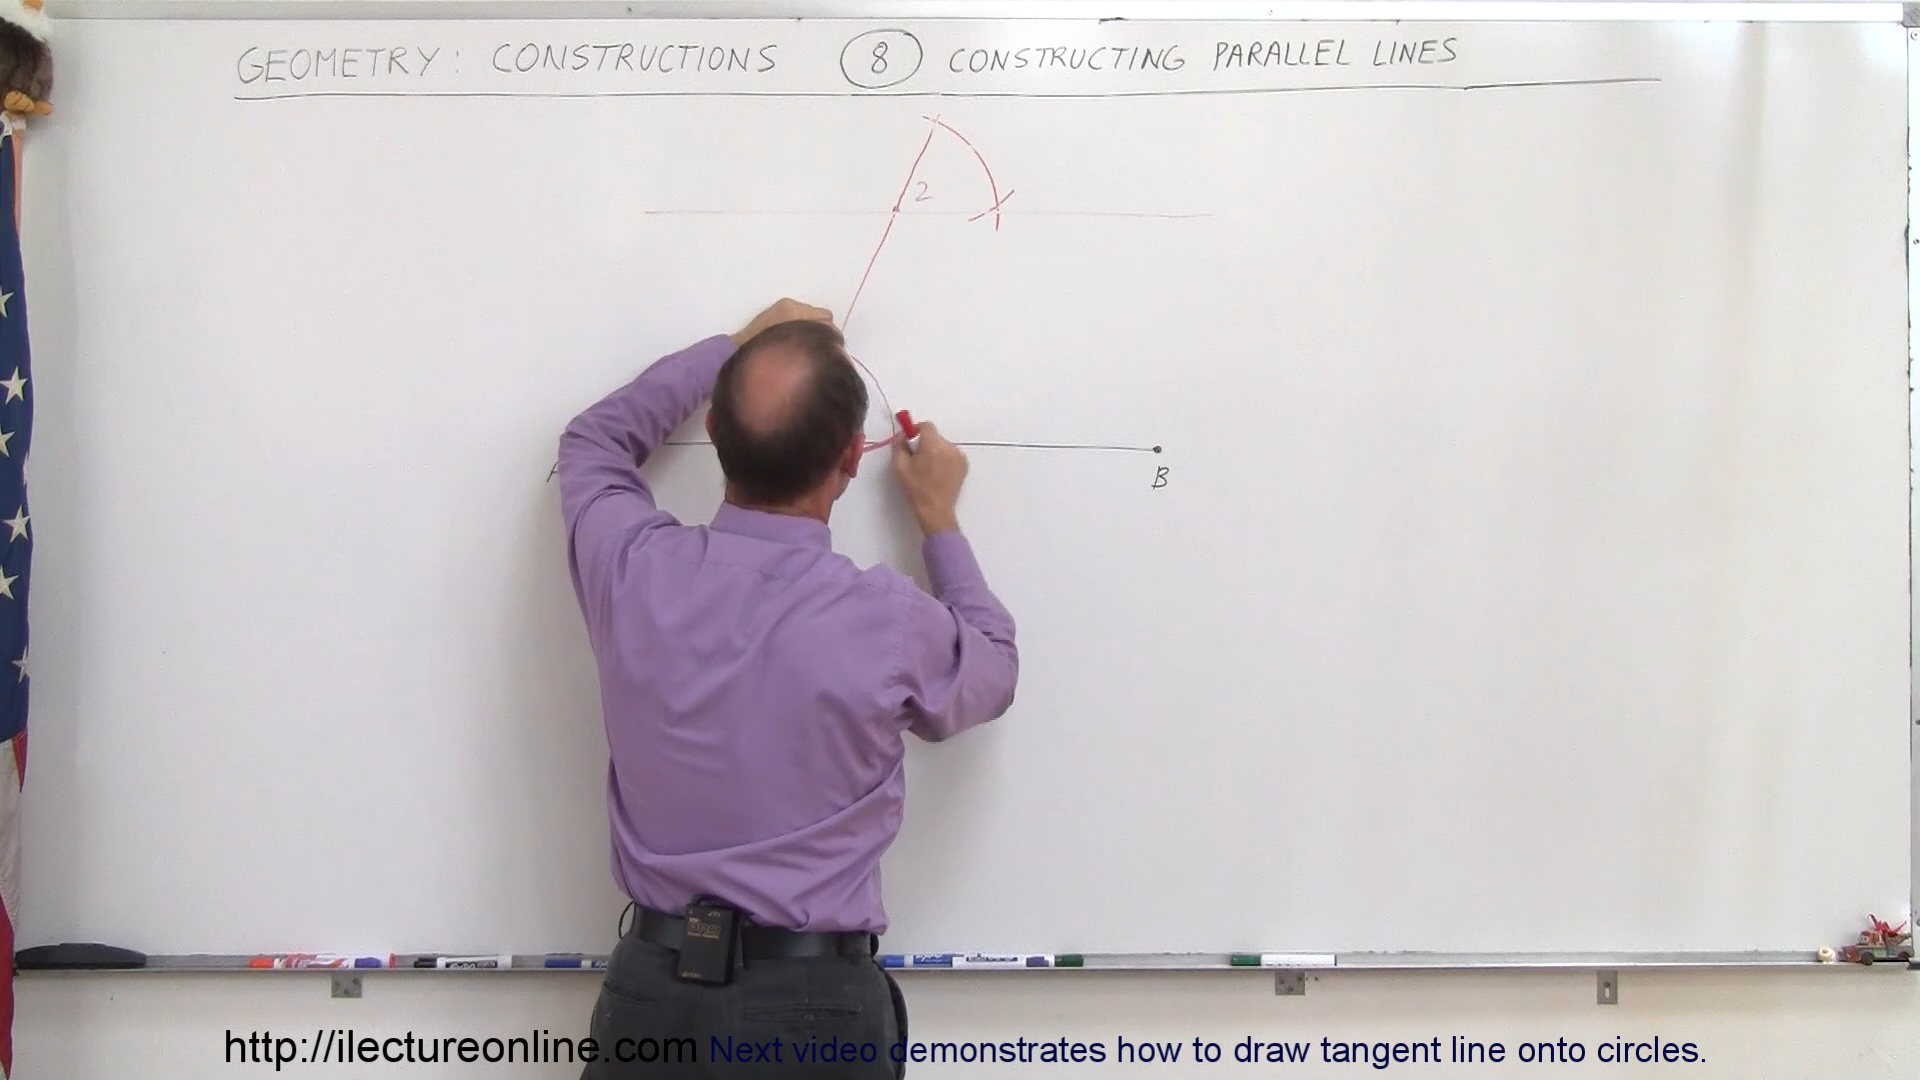 GEOMETRY: CONSTRUCTIONS 8 CONSTRUCTING PARALLEL LINES
2
A
B
http://ilectureonline.com Next video demonstrates how to draw tangent line onto circles.